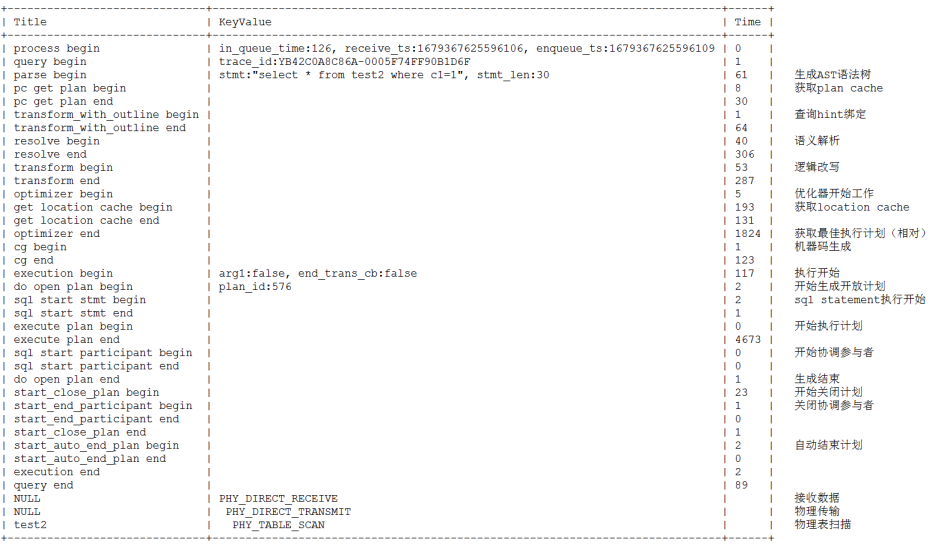 | Title | KeyValue | Time |
| process begin | in_queue_time:126, receive_ts:1679367625596106, enqueue_ts:1679367625596109 | 0 |
| query begin | trace_id:YB42C0A8C86A-0005F74FF90B1D6F | 1 |
| parse begin | stmt:"select * from test2 where c1=1", stmt_len:30 | 61 | 生成AST语法树
| pc get plan begin | | 8 | 获取plan cache
| pc get plan end | | 30 |
| transform_with_outline begin | | 1 | 查询hint绑定
| transform_with_outline end | | 64 |
| resolve begin | | 40 | 语义解析
| resolve end | | 306 |
| transform begin | | 53 | 逻辑改写
| transform end | | 287 |
| optimizer begin | | 5 | 优化器开始工作
| get location cache begin | | 193 | 获取location cache
| get location cache end | | 131 |
| optimizer end | | 1824 | 获取最佳执行计划（相对）
| cg begin | | 1 | 机器码生成
| cg end | | 123 |
| execution begin | arg1:false, end_trans_cb:false | 117 | 执行开始
| do open plan begin | plan_id:576 | 2 | 开始生成开放计划
| sql start stmt begin | | 2 | sql statement执行开始
| sql start stmt end | | 1 |
| execute plan begin | | 0 | 开始执行计划
| execute plan end | | 4673 |
| sql start participant begin | | 0 | 开始协调参与者
| sql start participant end | | 0 |
| do open plan end | | 1 | 生成结束
| start_close_plan begin | | 23 | 开始关闭计划
| start_end_participant begin | | 1 | 关闭协调参与者
| start_end_participant end | | 0 |
| start_close_plan end | | 1 |
| start_auto_end_plan begin | | 2 | 自动结束计划
| start_auto_end_plan end | | 0 |
| execution end | | 2 |
| query end | | 89 |
| NULL | PHY_DIRECT_RECEIVE | | 接收数据
| NULL | PHY_DIRECT_TRANSMIT | | 物理传输
| test2 | PHY_TABLE_SCAN | | 物理表扫描